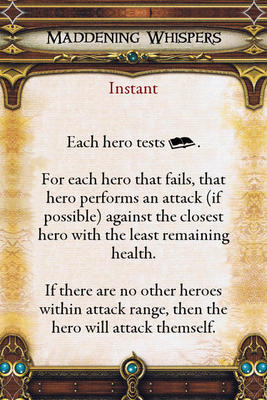 Maddening Whispers
Instant
Each hero tests .
For each hero that fails, that
hero performs an attack (if
possible) against the closest
hero with the least remaining
health.
If there are no other heroes
within attack range, then the
hero will attack themself.